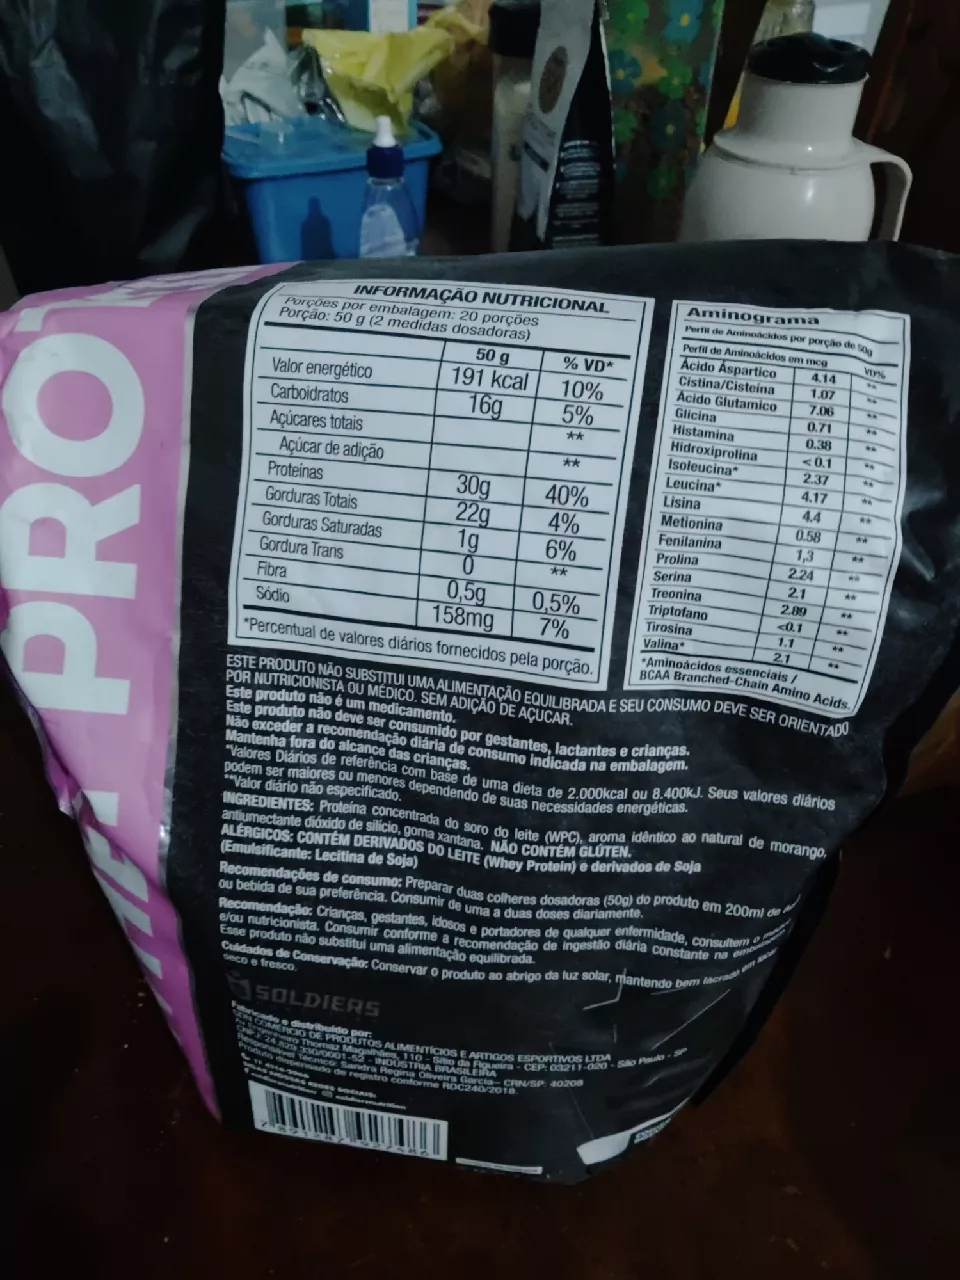 PRO
INFORMAÇÃO NUTRICIONAL
Porções por embalagem: 20 porções
Porção: 50 g (2 medidas dosadoras)
50 g % VD*
Valor energético 191 kcal 10%
Carboidratos 16g 5%
Açúcares totais **
Açúcar de adição **
Proteínas 30g 40%
Gorduras Totais 22g 4%
Gorduras Saturadas 1g 6%
Gordura Trans 0 **
Fibra 0,5g 0,5%
Sódio 158mg 7%
*Percentual de valores diários fornecidos pela porção.
Aminograma
Perfil de Aminoácidos por porção de 50g
Perfil de Aminoácidos em mcg VD%
Ácido Áspartico 4.14 **
Cistina/Cisteína 1.07 **
Ácido Glutamico 7.06 **
Glicina 0.71 **
Histamina 0.38 **
Hidroxiprolina <0.1 **
Isoleucina* 2.37 **
Leucina* 4.17 **
Lisina 4.4 **
Metionina 0.58 **
Fenilanina 1,3 **
Prolina 2.24 **
Serina 2.1 **
Treonina 2.89 **
Triptofano <0.1 **
Tirosina 1.1 **
Valina* 2.1 **
*Aminoácidos essenciais /
BCAA Branched-Chain Amino Acids.
ESTE PRODUTO NÃO SUBSTITUI UMA ALIMENTAÇÃO EQUILIBRADA E SEU CONSUMO DEVE SER ORIENTADO
POR NUTRICIONISTA OU MÉDICO. SEM ADIÇÃO DE AÇUCAR.
Este produto não é um medicamento.
Este produto não deve ser consumido por gestantes, lactantes e crianças.
Não exceder a recomendação diária de consumo indicada na embalagem.
Mantenha fora do alcance das crianças.
*Valores Diários de referência com base de uma dieta de 2.000kcal ou 8.400kJ. Seus valores diários
podem ser maiores ou menores dependendo de suas necessidades energéticas.
**Valor diário não especificado.
INGREDIENTES: Proteína concentrada do soro do leite (WPC), aroma idêntico ao natural de morango,
antiumectante dióxido de silício, goma xantana. NÃO CONTÉM GLÚTEN.
ALÉRGICOS: CONTÉM DERIVADOS DO LEITE (Whey Protein) e derivados de Soja
(Emulsificante: Lecitina de Soja)
Recomendações de consumo: Preparar duas colheres dosadoras (50g) do produto em 200ml de
ou bebida de sua preferência. Consumir de uma a duas doses diariamente.
Recomendação: Crianças, gestantes, idosos e portadores de qualquer enfermidade, consultem o
e/ou nutricionista. Consumir conforme a recomendação de ingestão diária constante na
Esse produto não substitui uma alimentação equilibrada.
Cuidados de Conservação: Conservar o produto ao abrigo da luz solar, mantendo bem
seco e fresco.
SOLDIERS
Fabricado e distribuído por:
COMERCIO DE PRODUTOS ALIMENTÍCIOS E ARTIGOS ESPORTIVOS LTDA
Thomaz Magalhães, 110 - Sítio da Figueira - CEP: 03211-020 - São Paulo - SP
INDÚSTRIA BRASILEIRA
Responsável Técnico: Sandra Regina Oliveira Garcia- CRN/SP: 40208
Produto dispensado de registro conforme RDC240/2018.